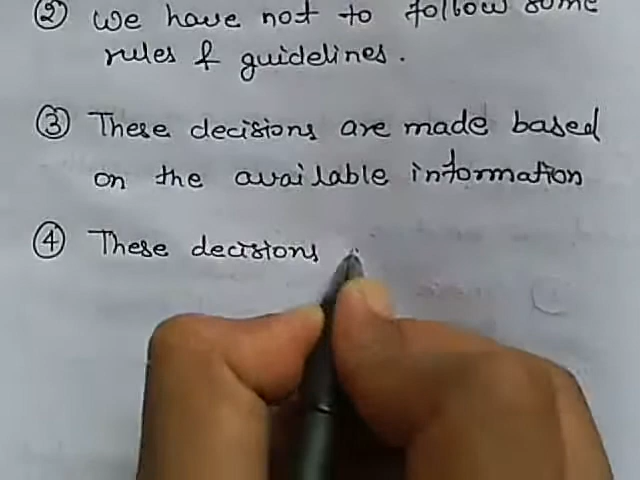 ② We have not to follow some
rules & guidelines.
③ These decisions are made based
on the available information
④ These decisions